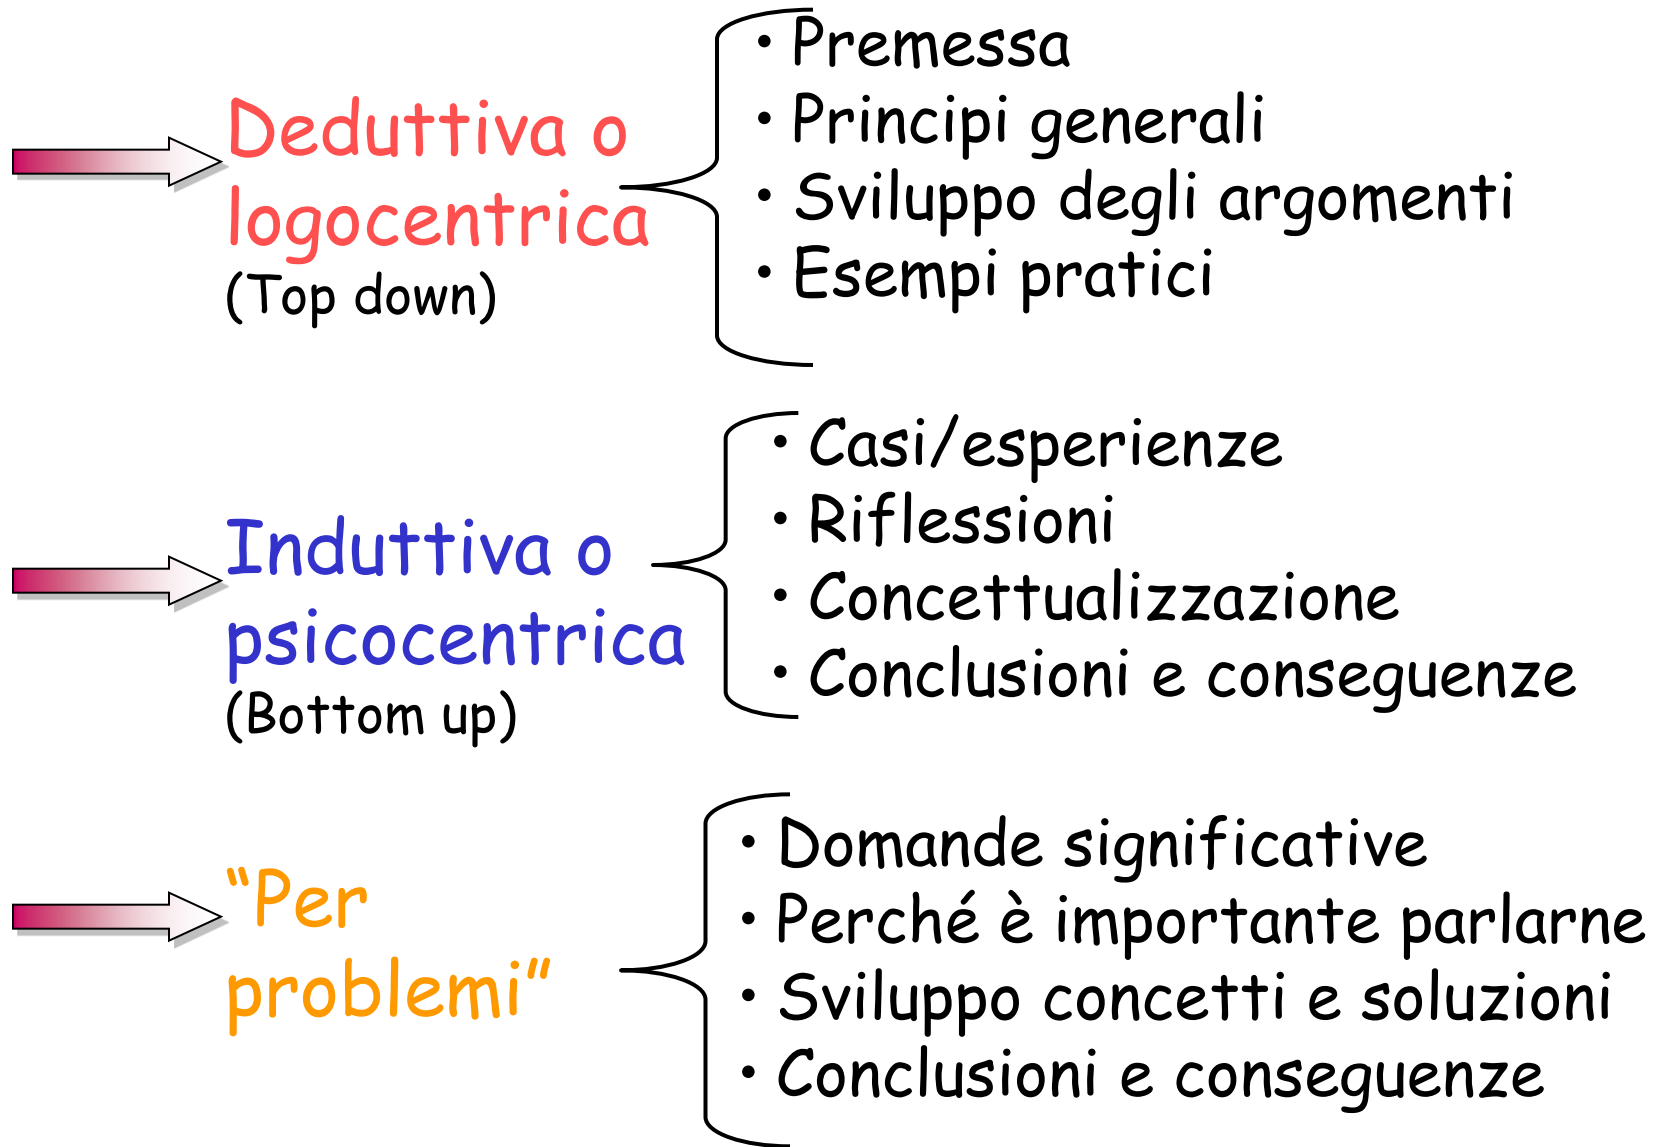 Deduttiva o
logocentrica
(Top down)
• Premessa
• Principi generali
• Sviluppo degli argomenti
• Esempi pratici
Induttiva o
psicocentrica
(Bottom up)
• Casi/esperienze
• Riflessioni
• Concettualizzazione
• Conclusioni e conseguenze
“Per
problemi”
• Domande significative
• Perché è importante parlarne
• Sviluppo concetti e soluzioni
• Conclusioni e conseguenze